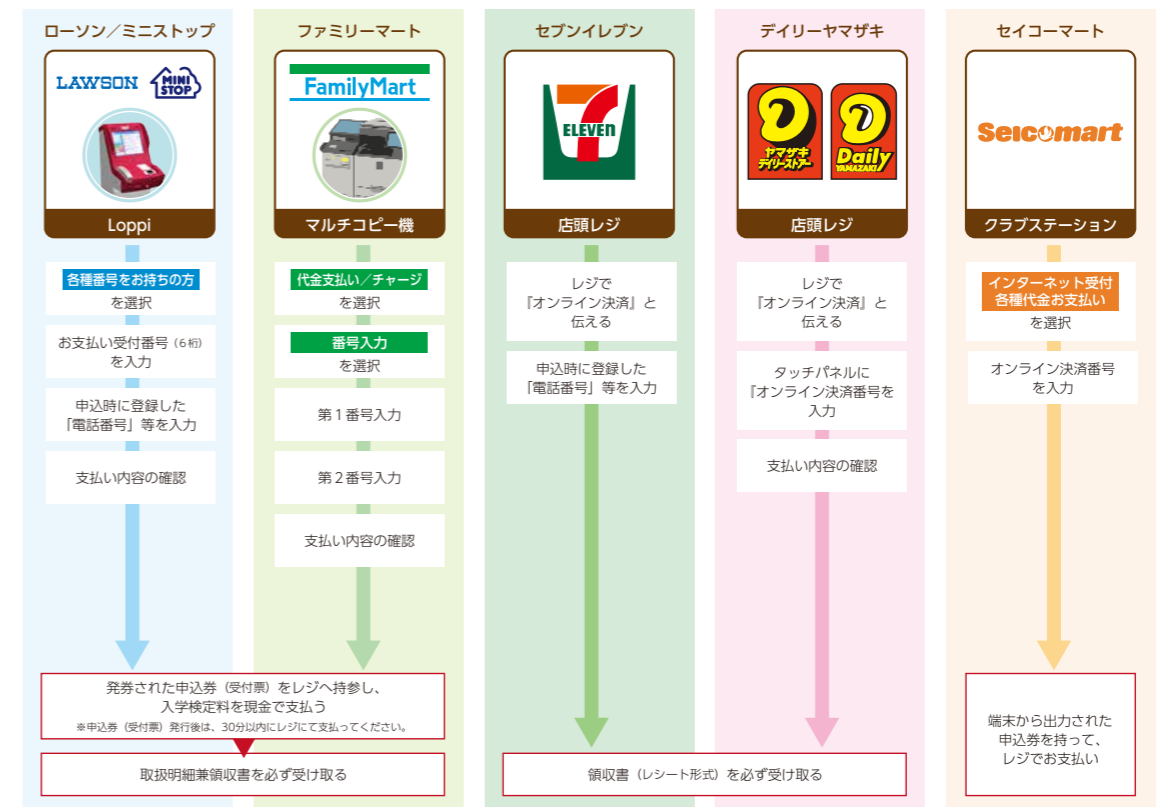 ローソン／ミニストップ
LAWSON
MINI
STOP
Loppi
各種番号をお持ちの方
を選択
お支払い受付番号（6桁）
を入力
申込時に登録した
「電話番号」等を入力
支払い内容の確認
ファミリーマート
FamilyMart
マルチコピー機
代金支払い／チャージ
を選択
番号入力
を選択
第１番号入力
第２番号入力
支払い内容の確認
発券された申込券（受付票）をレジへ持参し、
入学検定料を現金で支払う
※申込券（受付票）発行後は、30分以内にレジにて支払ってください。
取扱明細兼領収書を必ず受け取る
セブンイレブン
7
ELEVEn
店頭レジ
レジで
『オンライン決済』と
伝える
申込時に登録した
「電話番号」等を入力
デイリーヤマザキ
ヤマザキ
デイリーストアー
Daily
YAMAZAKI
店頭レジ
レジで
『オンライン決済』と
伝える
タッチパネルに
『オンライン決済番号を
入力
支払い内容の確認
領収書（レシート形式）を必ず受け取る
セイコーマート
Seicomart
クラブステーション
インターネット受付
各種代金お支払い
を選択
オンライン決済番号
を入力
端末から出力された
申込券を持って、
レジでお支払い